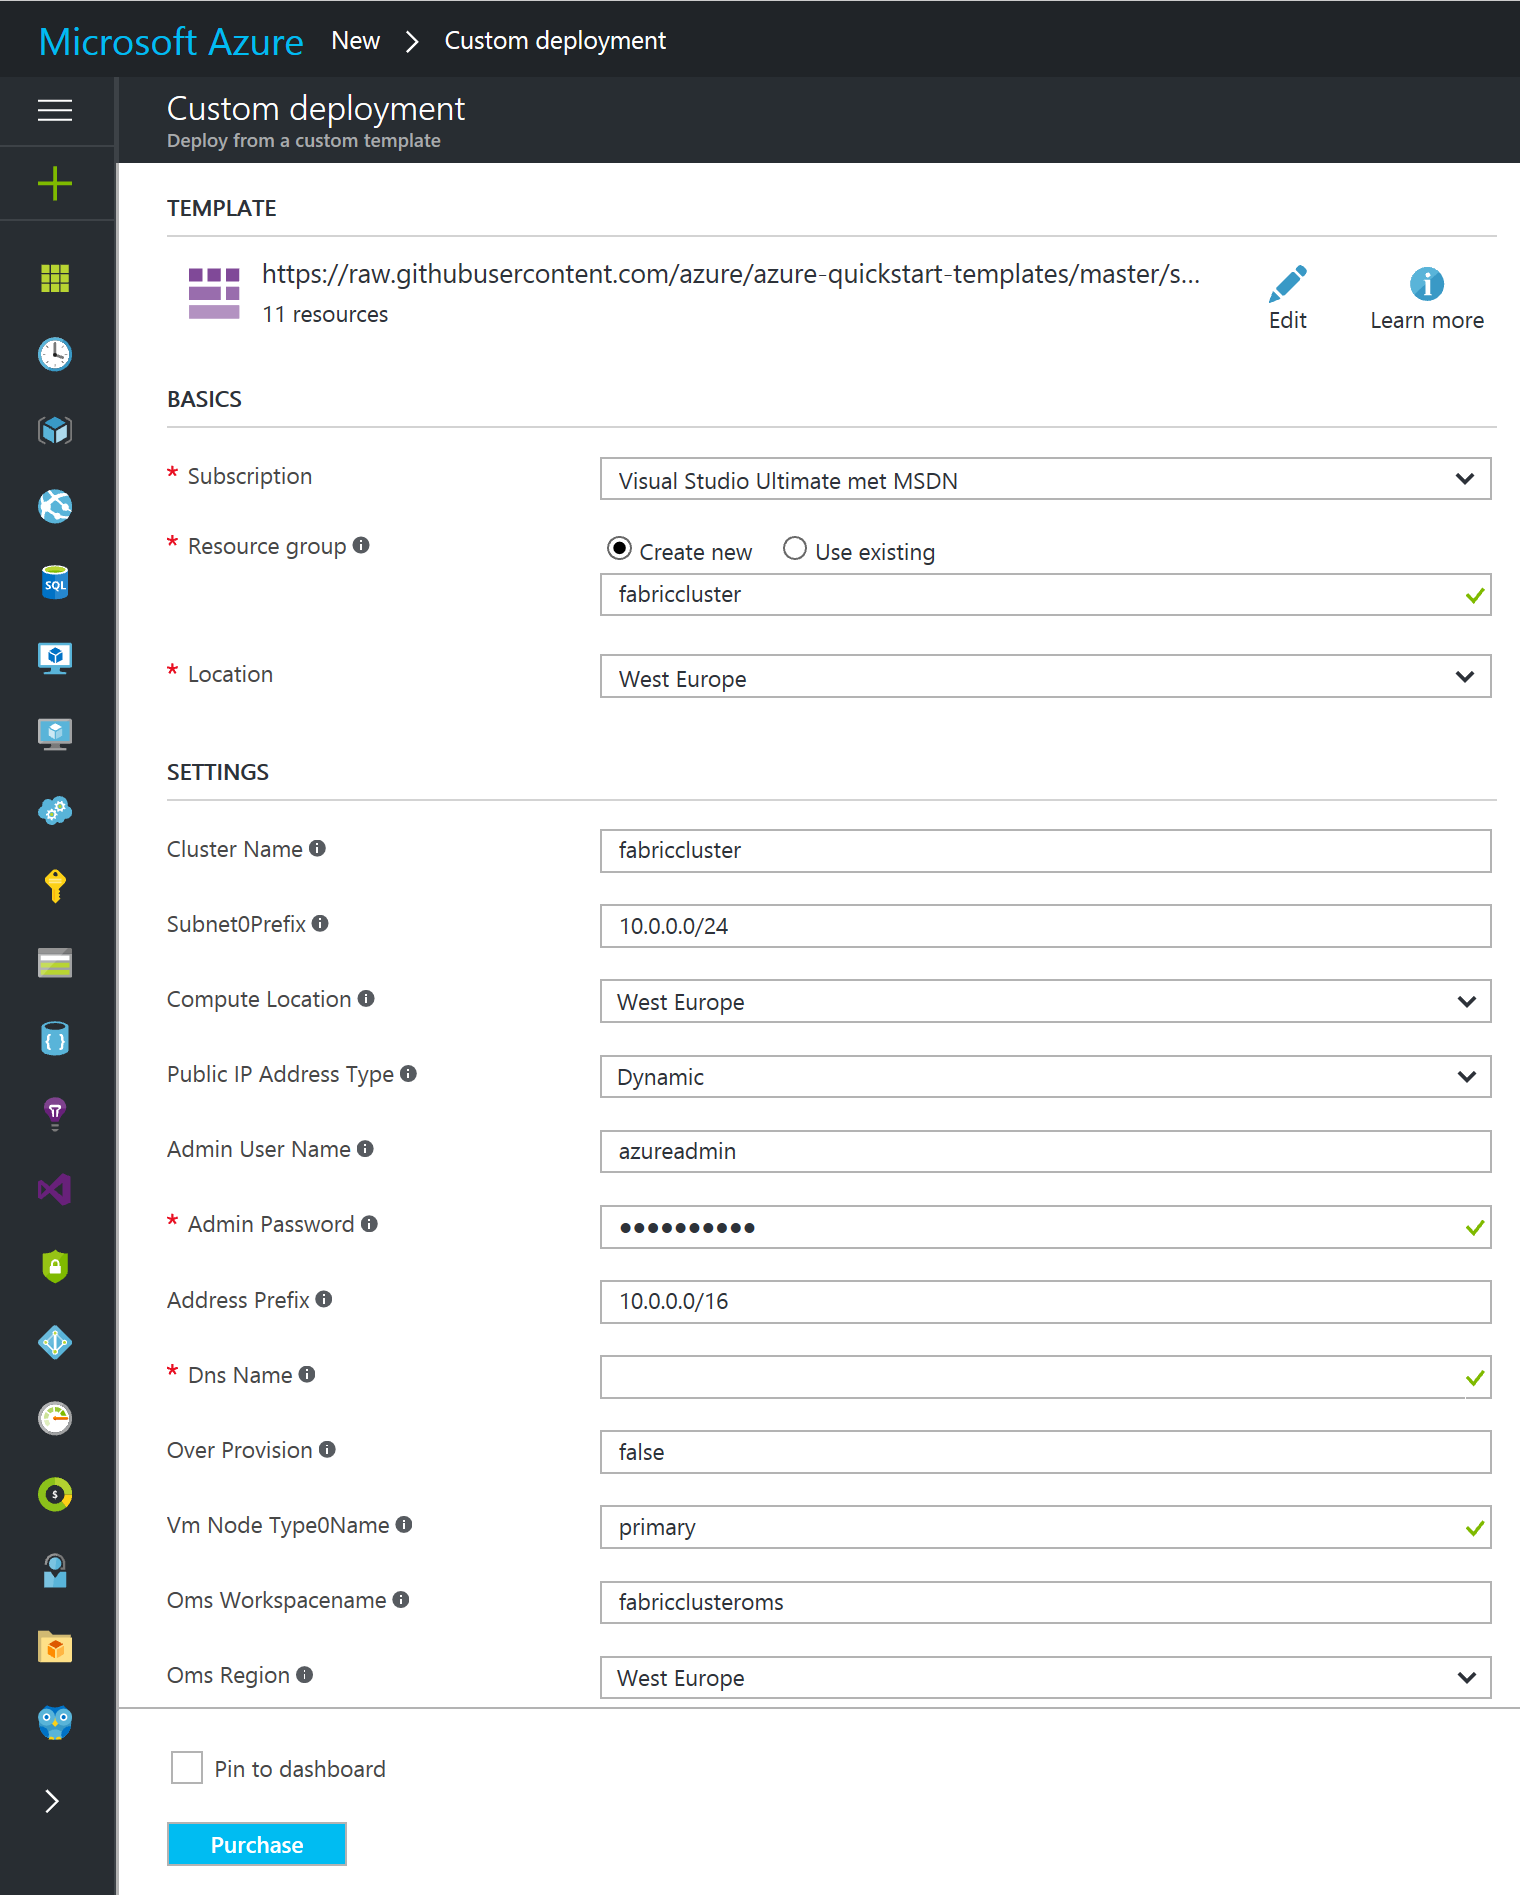 Microsoft Azure New > Custom deployment
Custom deployment
Deploy from a custom template
TEMPLATE
https://raw.githubusercontent.com/azure/azure-quickstart-templates/master/s...
11 resources
Edit
Learn more
BASICS
* Subscription
Visual Studio Ultimate met MSDN
* Resource group
Create new Use existing
fabriccluster
* Location
West Europe
SETTINGS
Cluster Name
fabriccluster
Subnet0Prefix
10.0.0.0/24
Compute Location
West Europe
Public IP Address Type
Dynamic
Admin User Name
azureadmin
* Admin Password
••••••••••
Address Prefix
10.0.0.0/16
* Dns Name
Over Provision
false
Vm Node Type0Name
primary
Oms Workspacename
fabricclusteroms
Oms Region
West Europe
Pin to dashboard
Purchase
SQL